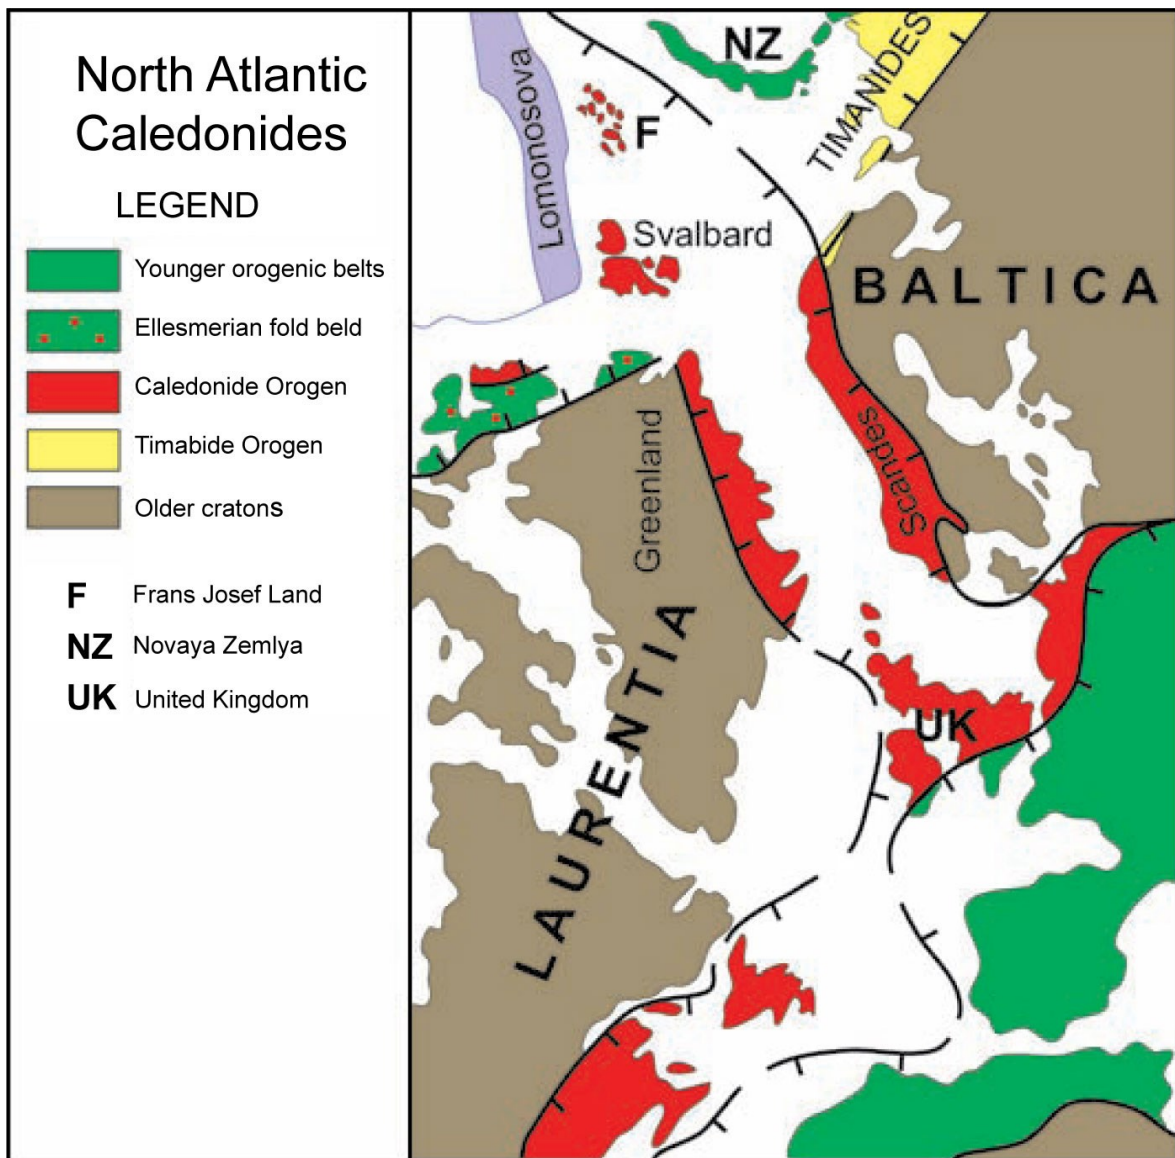 North Atlantic
Caledonides
LEGEND
Younger orogenic belts
Ellesmerian fold beld
Caledonide Orogen
Timabide Orogen
Older cratons
F Frans Josef Land
NZ Novaya Zemlya
UK United Kingdom
Lomonosova
NZ
TIMANIDES
F
Svalbard
BALTICA
Greenland
Scandes
LAURENTIA
UK